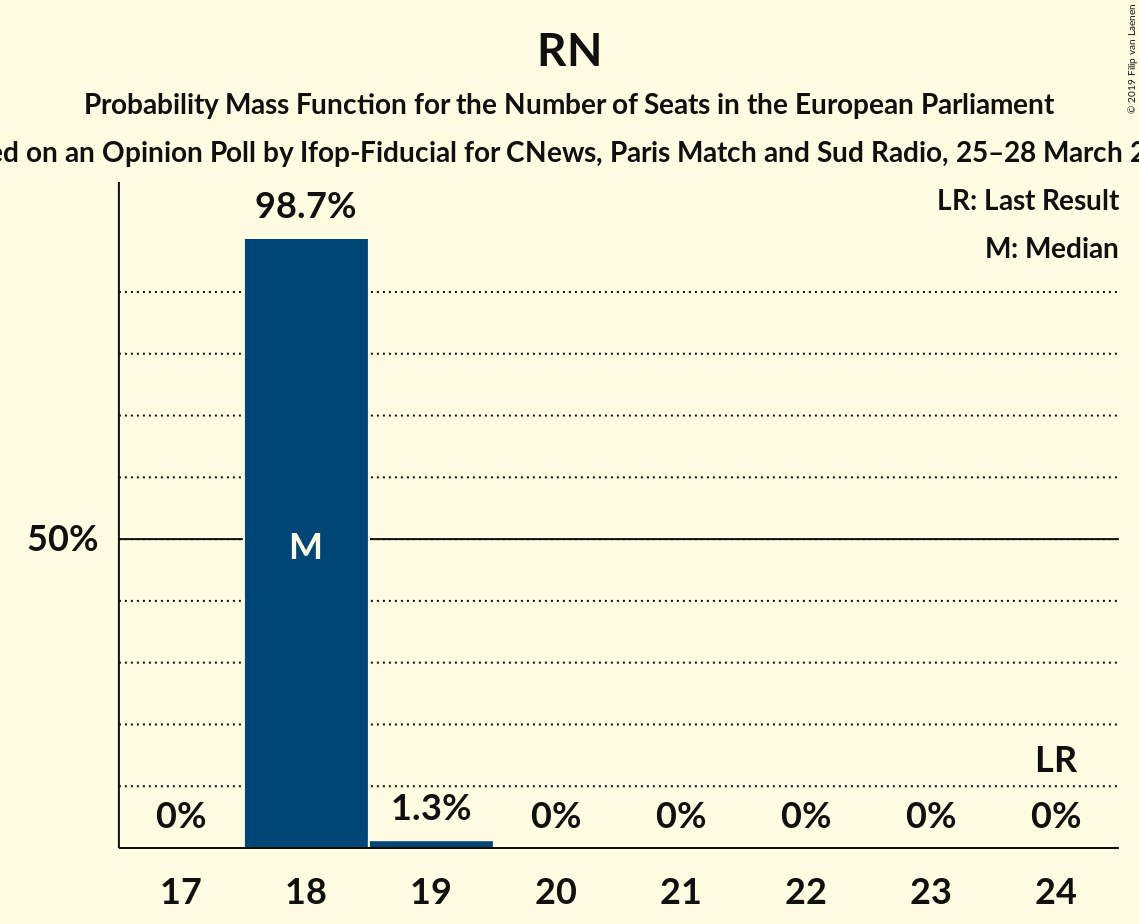 RN
Probability Mass Function for the Number of Seats in the European Parliament
on an Opinion Poll by Ifop-Fiducial for CNews, Paris Match and Sud Radio, 25–28 March
© 2019 Filip van Laenen
LR: Last Result
M: Median
98.7%
50%
M
LR
0%
1.3%
0%
0%
0%
0%
0%
17
18
19
20
21
22
23
24